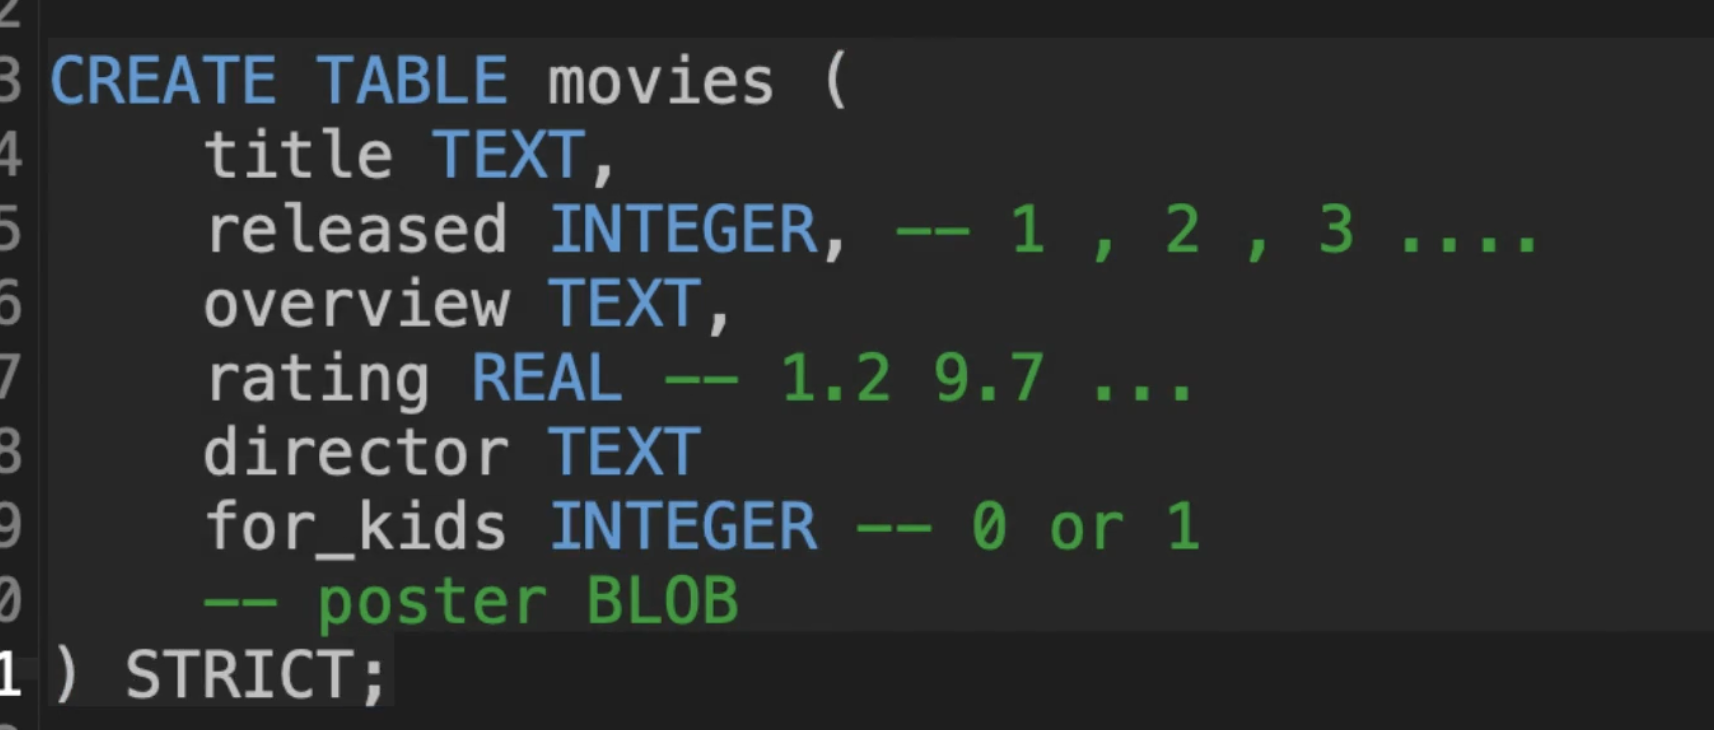 2
3 CREATE TABLE movies (
4 title TEXT,
5 released INTEGER, -- 1 , 2 , 3 ....
6 overview TEXT,
7 rating REAL -- 1.2 9.7 ...
8 director TEXT
9 for_kids INTEGER -- 0 or 1
0 -- poster BLOB
1 ) STRICT;